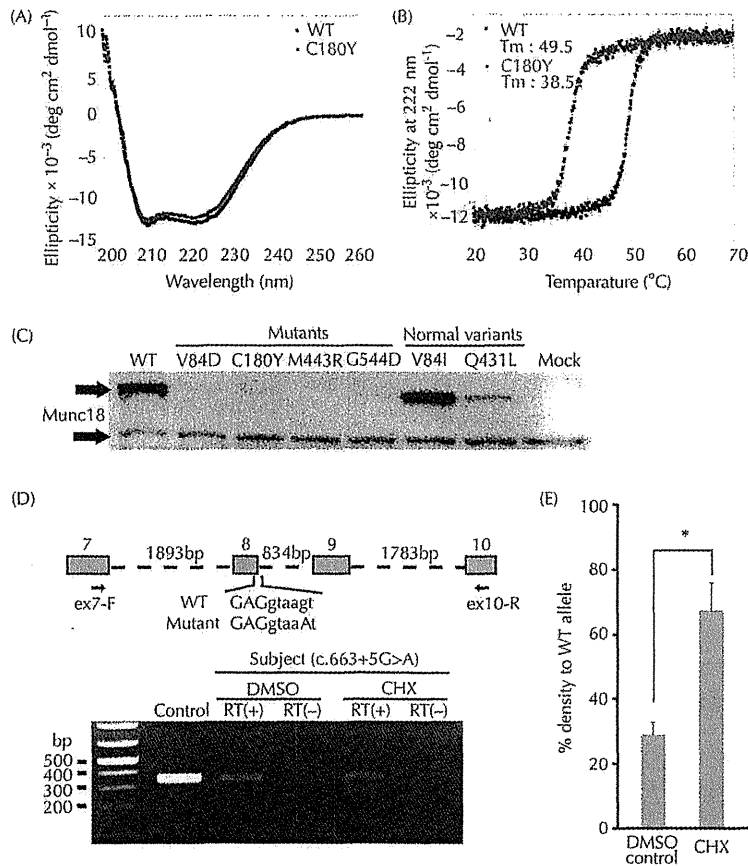 (A)
Ellipticity × 10⁻³ (deg cm² dmol⁻¹)
10
5
0
−5
−10
−15
WT
C180Y
200 210 220 230 240 250 260
Wavelength (nm)
(B)
Ellipticity at 222 nm
×10⁻³ (deg cm² dmol⁻¹)
−2
−4
−6
−8
−10
−12
WT
Tm : 49.5
C180Y
Tm : 38.5
20 30 40 50 60 70
Temparature (°C)
(C)
Mutants
Normal variants
WT V84D C180Y M443R G544D V84I Q431L Mock
Munc18
(D)
7 8 9 10
1893bp 834bp 1783bp
ex7-F
ex10-R
WT GAGgtaagt
Mutant GAGgtaaAt
Subject (c.663+5G>A)
DMSO CHX
Control RT(+) RT(−) RT(+) RT(−)
bp
500
400
300
200
(E)
% density to WT allele
100
80
60
40
20
0
*
DMSO control
CHX